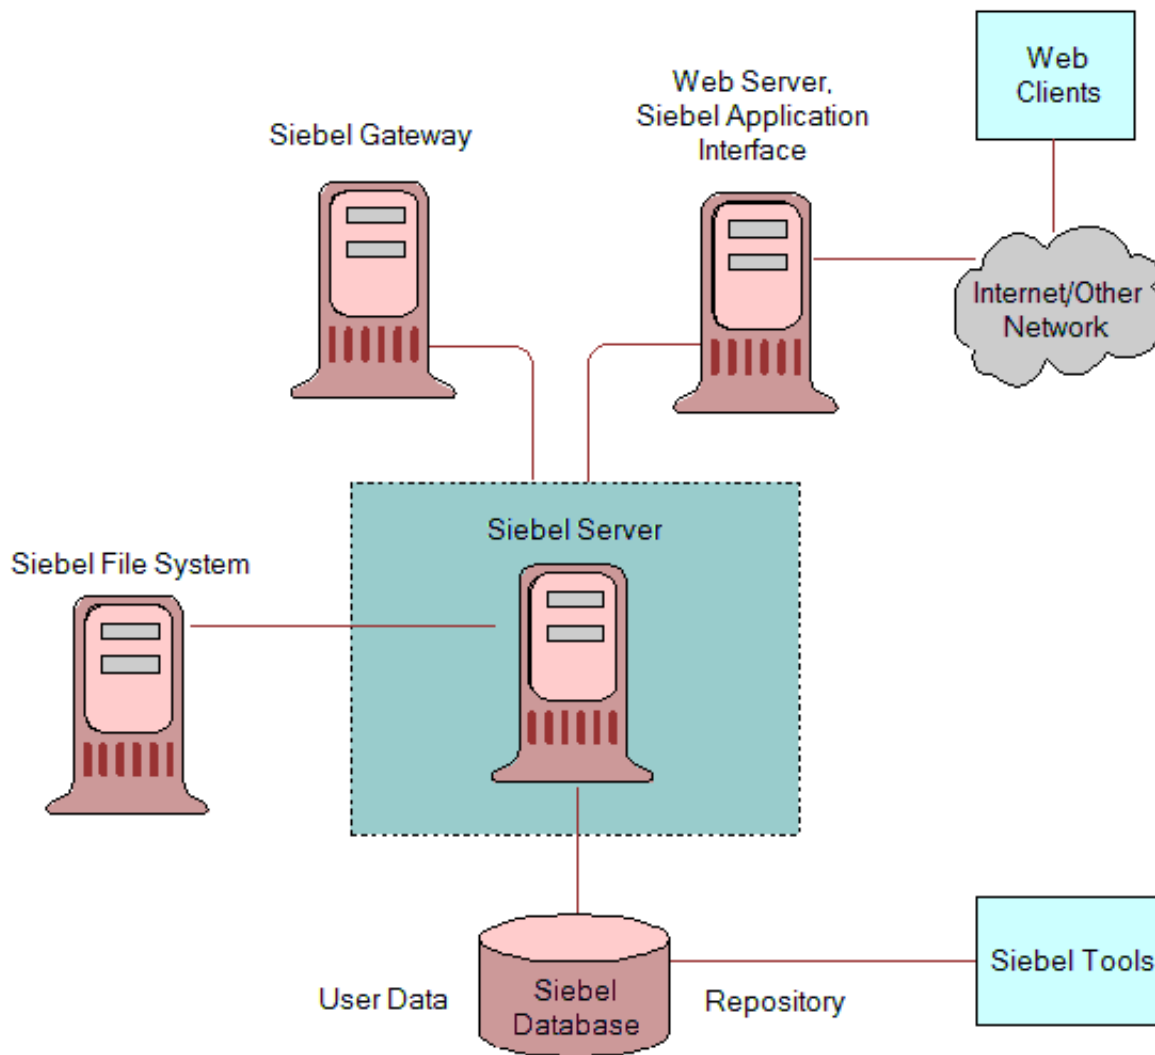 Web
Clients
Web Server,
Siebel Application
Interface
Siebel Gateway
Internet/Other
Network
Siebel Server
Siebel File System
User Data
Siebel
Database
Repository
Siebel Tools